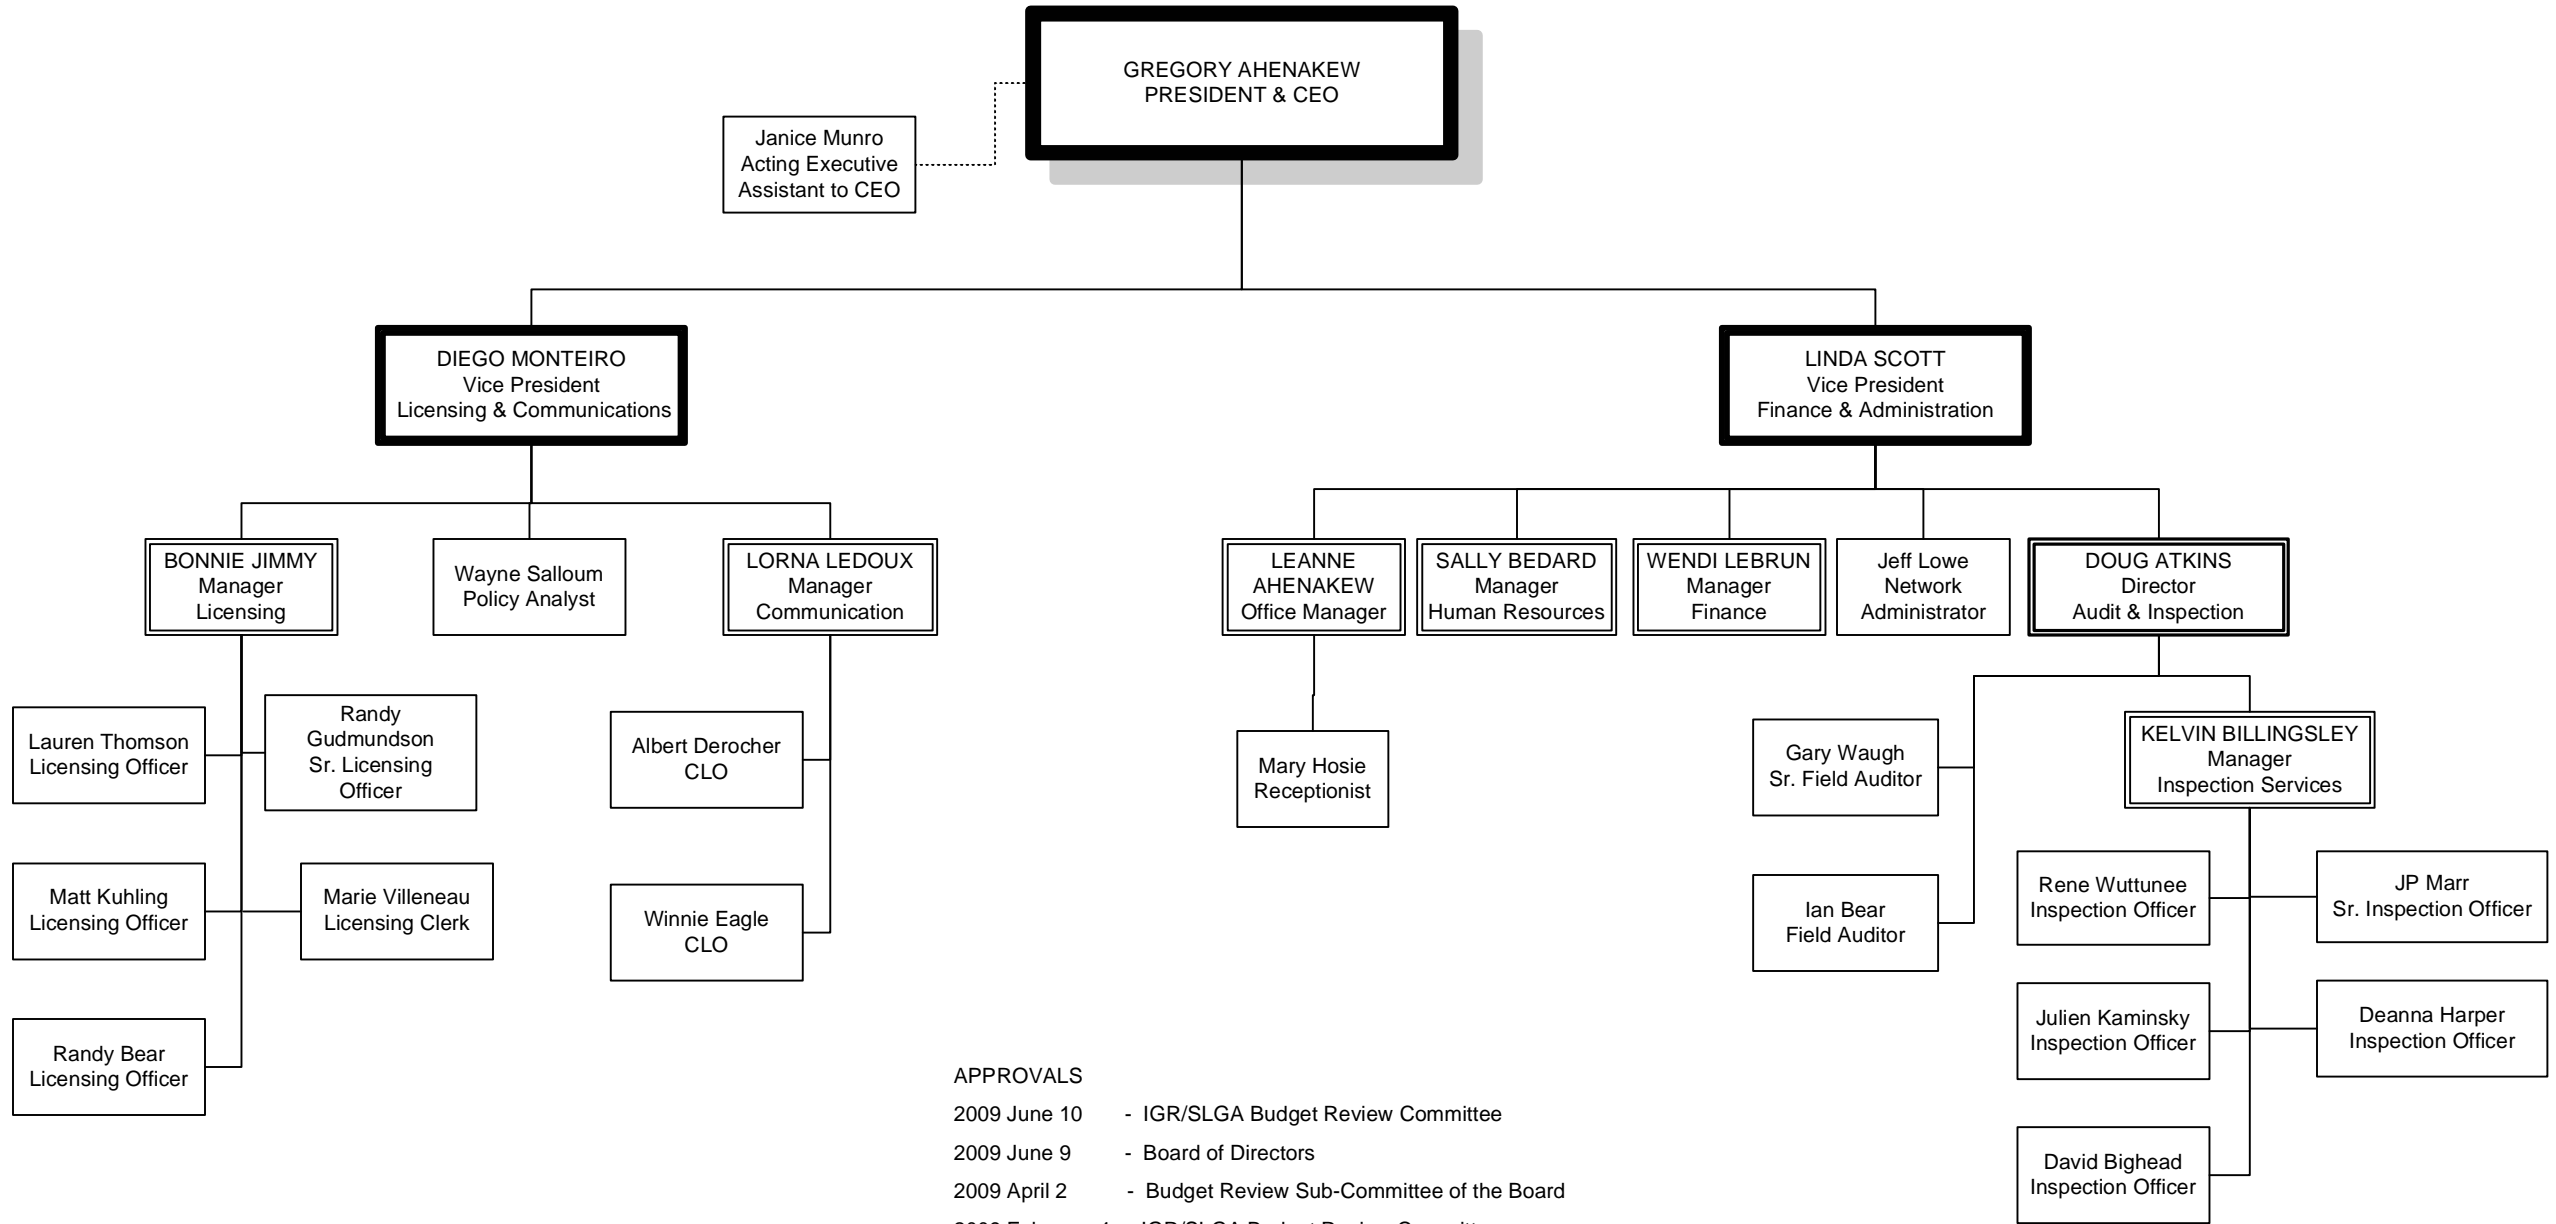 GREGORY AHENAKEW
PRESIDENT & CEO
Janice Munro
Acting Executive
Assistant to CEO
DIEGO MONTEIRO
Vice President
Licensing & Communications
LINDA SCOTT
Vice President
Finance & Administration
BONNIE JIMMY
Manager
Licensing
Wayne Salloum
Policy Analyst
LORNA LEDOUX
Manager
Communication
LEANNE
AHENAKEW
Office Manager
SALLY BEDARD
Manager
Human Resources
WENDI LEBRUN
Manager
Finance
Jeff Lowe
Network
Administrator
DOUG ATKINS
Director
Audit & Inspection
Lauren Thomson
Licensing Officer
Randy
Gudmundson
Sr. Licensing
Officer
Albert Derocher
CLO
Mary Hosie
Receptionist
Gary Waugh
Sr. Field Auditor
KELVIN BILLINGSLEY
Manager
Inspection Services
Matt Kuhling
Licensing Officer
Marie Villeneau
Licensing Clerk
Winnie Eagle
CLO
Ian Bear
Field Auditor
Rene Wuttunee
Inspection Officer
JP Marr
Sr. Inspection Officer
Randy Bear
Licensing Officer
Julien Kaminsky
Inspection Officer
Deanna Harper
Inspection Officer
David Bighead
Inspection Officer
APPROVALS
2009 June 10 - IGR/SLGA Budget Review Committee
2009 June 9 - Board of Directors
2009 April 2 - Budget Review Sub-Committee of the Board